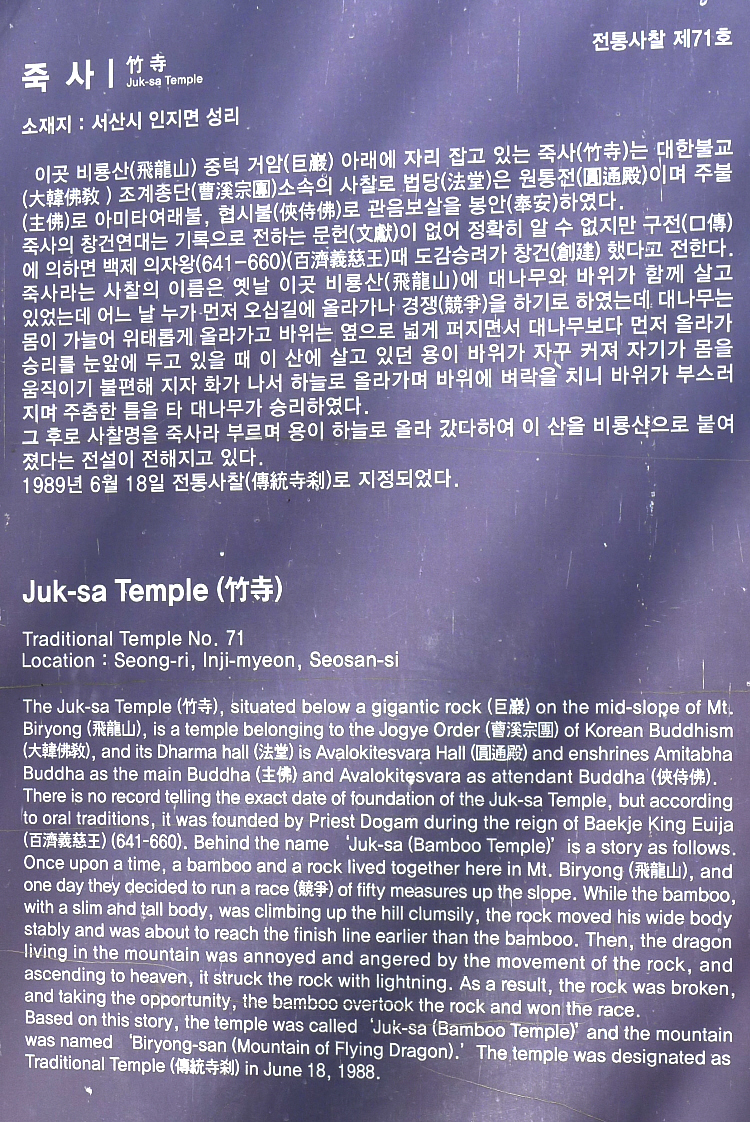 전통사찰 제71호
죽 사 | 竹寺
Juk-sa Temple
소재지 : 서산시 인지면 성리
이곳 비룡산(飛龍山) 중턱 거암(巨巖) 아래에 자리 잡고 있는 죽사(竹寺)는 대한불교
(大韓佛敎 ) 조계총단(曹溪宗團)소속의 사찰로 법당(法堂)은 원통전(圓通殿)이며 주불
(主佛)로 아미타여래불, 협시불(俠侍佛)로 관음보살을 봉안(奉安)하였다.
죽사의 창건연대는 기록으로 전하는 문헌(文獻)이 없어 정확히 알 수 없지만 구전(口傳)
에 의하면 백제 의자왕(641-660)(百濟義慈王)때 도감승려가 창건(創建) 했다고 전한다.
죽사라는 사찰의 이름은 옛날 이곳 비룡산(飛龍山)에 대나무와 바위가 함께 살고
있었는데 어느 날 누가 먼저 오십길에 올라가나 경쟁(競爭)을 하기로 하였는데 대나무는
몸이 가늘어 위태롭게 올라가고 바위는 옆으로 넓게 퍼지면서 대나무보다 먼저 올라가
승리를 눈앞에 두고 있을 때 이 산에 살고 있던 용이 바위가 자꾸 커져 자기가 몸을
움직이기 불편해 지자 화가 나서 하늘로 올라가며 바위에 벼락을 치니 바위가 부스러
지며 주춤한 틈을 타 대나무가 승리하였다.
그 후로 사찰명을 죽사라 부르며 용이 하늘로 올라 갔다하여 이 산을 비룡산으로 붙여
졌다는 전설이 전해지고 있다.
1989년 6월 18일 전통사찰(傳統寺刹)로 지정되었다.
Juk-sa Temple (竹寺)
Traditional Temple No. 71
Location : Seong-ri, Inji-myeon, Seosan-si
The Juk-sa Temple (竹寺), situated below a gigantic rock (巨巖) on the mid-slope of Mt.
Biryong (飛龍山), is a temple belonging to the Jogye Order (曹溪宗團) of Korean Buddhism
(大韓佛敎), and its Dharma hall (法堂) is Avalokitesvara Hall (圓通殿) and enshrines Amitabha
Buddha as the main Buddha (主佛) and Avalokitesvara as attendant Buddha (俠侍佛).
There is no record telling the exact date of foundation of the Juk-sa Temple, but according
to oral traditions, it was founded by Priest Dogam during the reign of Baekje King Euija
(百濟義慈王) (641-660). Behind the name 'Juk-sa (Bamboo Temple)' is a story as follows.
Once upon a time, a bamboo and a rock lived together here in Mt. Biryong (飛龍山), and
one day they decided to run a race (競爭) of fifty measures up the slope. While the bamboo,
with a slim ahd tall body, was climbing up the hill clumsily, the rock moved his wide body
stably and was about to reach the finish line earlier than the bamboo. Then, the dragon
living in the mountain was annoyed and angered by the movement of the rock, and
ascending to heaven, it struck the rock with lightning. As a result, the rock was broken,
and taking the opportunity, the bamboo overtook the rock and won the race.
Based on this story, the temple was called 'Juk-sa (Bamboo Temple)' and the mountain
was named 'Biryong-san (Mountain of Flying Dragon).' The temple was designated as
Traditional Temple (傳統寺刹) in June 18, 1988.